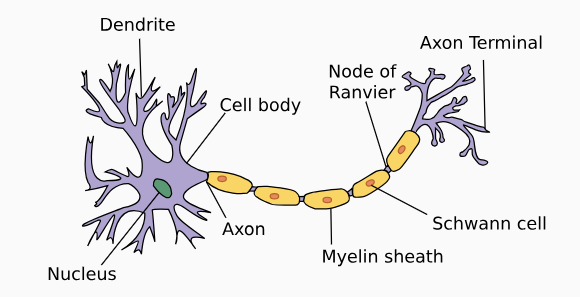 Dendrite
Axon Terminal
Node of
Ranvier
Cell body
Schwann cell
Axon
Myelin sheath
Nucleus